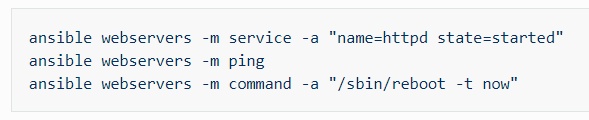 ansible webservers -m service -a "name=httpd state=started"
ansible webservers -m ping
ansible webservers -m command -a "/sbin/reboot -t now"